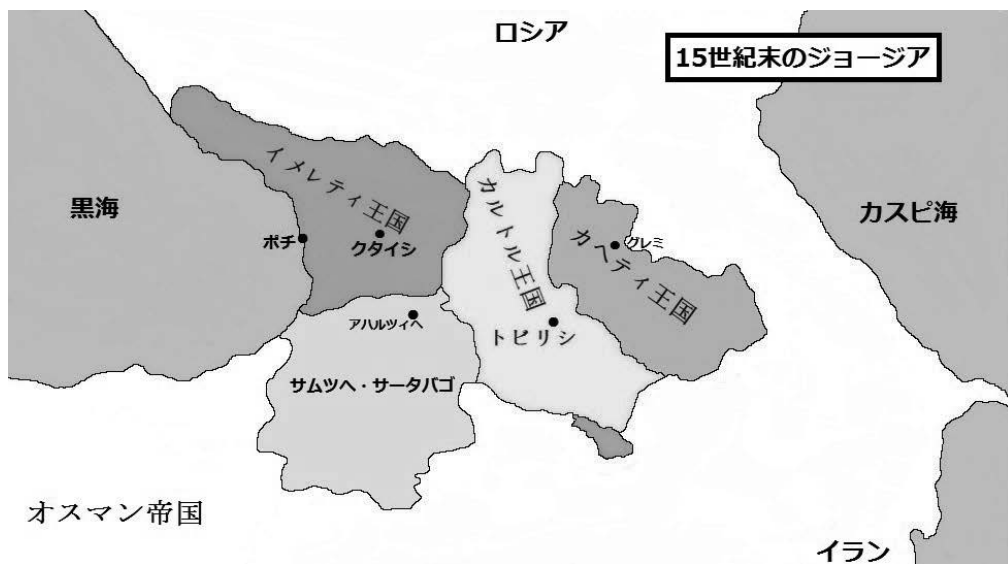 ロシア
15世紀末のジョージア
イメレティ王国
黒海
ポチ
クタイシ
カルトル王国
カヘティ王国
グレミ
カスピ海
アハルツィヘ
トビリシ
サムツヘ・サータバゴ
オスマン帝国
イラン